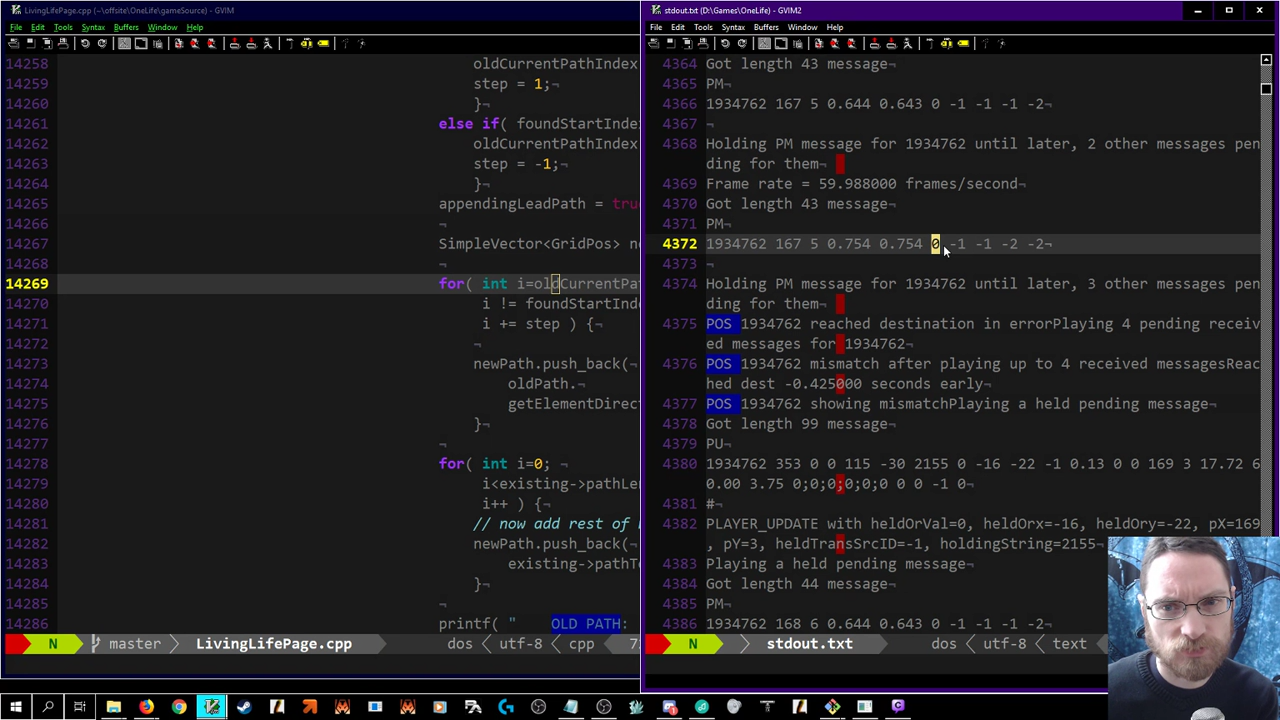 LivingLifePage.cpp (~\offsite\OneLife\gameSource) - GVIM
File Edit Tools Syntax Buffers Window Help
14258 oldCurrentPathIndex
14259 step = 1;¬
14260 }¬
14261 else if( foundStartIndex
14262 oldCurrentPathIndex
14263 step = -1;¬
14264 }¬
14265 appendingLeadPath = true
14266 ¬
14267 SimpleVector<GridPos> ne
14268 ¬
14269 for( int i=oldCurrentPat
14270 i != foundStartInde
14271 i += step ) {¬
14272 ¬
14273 newPath.push_back(¬
14274 oldPath.¬
14275 getElementDirec
14276 }¬
14277 ¬
14278 for( int i=0; ¬
14279 i<existing->pathLe
14280 i++ ) {¬
14281 // now add rest of
14282 newPath.push_back(¬
14283 existing->pathTo
14284 }¬
14285 ¬
14286 printf( " OLD PATH:
N master LivingLifePage.cpp dos utf-8 cpp
stdout.txt (D:\Games\OneLife) - GVIM2
File Edit Tools Syntax Buffers Window Help
4364 Got length 43 message¬
4365 PM¬
4366 1934762 167 5 0.644 0.643 0 -1 -1 -1 -2¬
4367 ¬
4368 Holding PM message for 1934762 until later, 2 other messages pen
ding for them¬
4369 Frame rate = 59.988000 frames/second¬
4370 Got length 43 message¬
4371 PM¬
4372 1934762 167 5 0.754 0.754 0 -1 -1 -2 -2¬
4373 ¬
4374 Holding PM message for 1934762 until later, 3 other messages pen
ding for them¬
4375 POS 1934762 reached destination in errorPlaying 4 pending receiv
ed messages for 1934762¬
4376 POS 1934762 mismatch after playing up to 4 received messagesReac
hed dest -0.425000 seconds early¬
4377 POS 1934762 showing mismatchPlaying a held pending message¬
4378 Got length 99 message¬
4379 PU¬
4380 1934762 353 0 0 115 -30 2155 0 -16 -22 -1 0.13 0 0 169 3 17.72 6
0.00 3.75 0;0;0;0;0;0 0 0 -1 0¬
4381 #¬
4382 PLAYER_UPDATE with heldOrVal=0, heldOrx=-16, heldOry=-22, pX=169
, pY=3, heldTransSrcID=-1, holdingString=2155¬
4383 Playing a held pending message¬
4384 Got length 44 message¬
4385 PM¬
4386 1934762 168 6 0.644 0.643 0 -1 -1 -1 -2¬
N stdout.txt dos utf-8 text